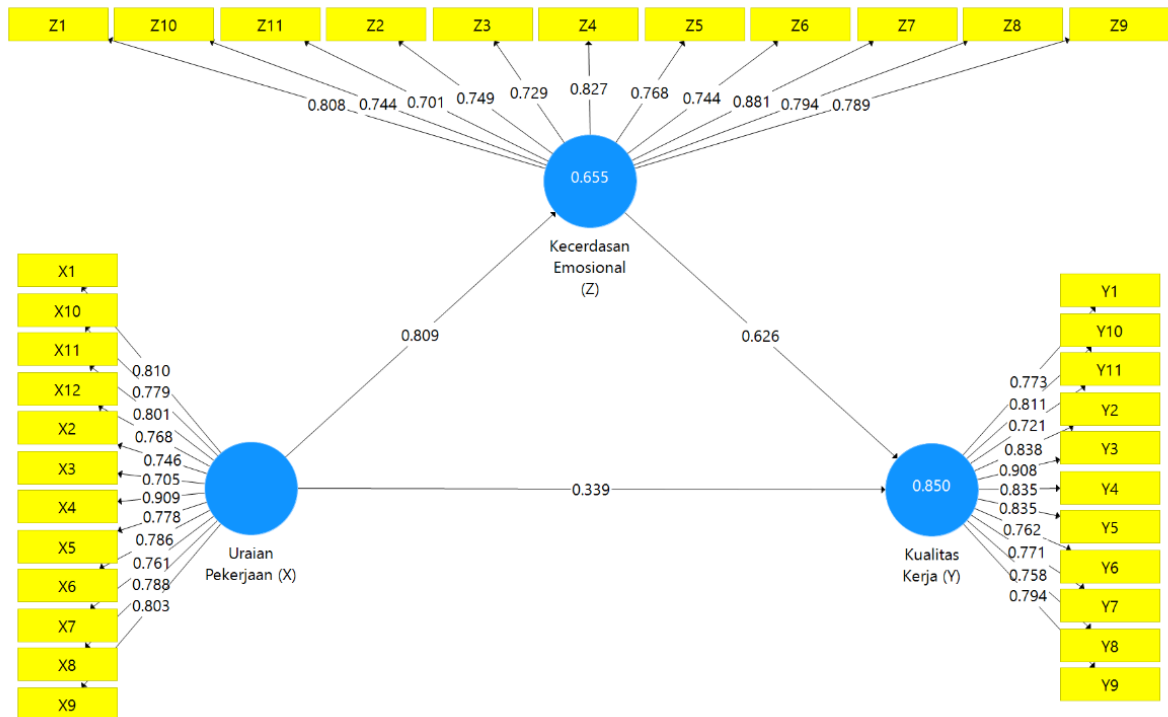 Z1 Z10 Z11 Z2 Z3 Z4 Z5 Z6 Z7 Z8 Z9
0.808 0.744 0.701 0.749 0.729 0.827 0.768 0.744 0.881 0.794 0.789
0.655
Kecerdasan
Emosional
(Z)
X1
X10
X11
X12
X2
X3
X4
X5
X6
X7
X8
X9
0.810
0.779
0.801
0.768
0.746
0.705
0.909
0.778
0.786
0.761
0.788
0.803
Uraian
Pekerjaan (X)
0.809
0.626
0.339
0.850
Kualitas
Kerja (Y)
0.773
0.811
0.721
0.838
0.908
0.835
0.835
0.762
0.771
0.758
0.794
Y1
Y10
Y11
Y2
Y3
Y4
Y5
Y6
Y7
Y8
Y9